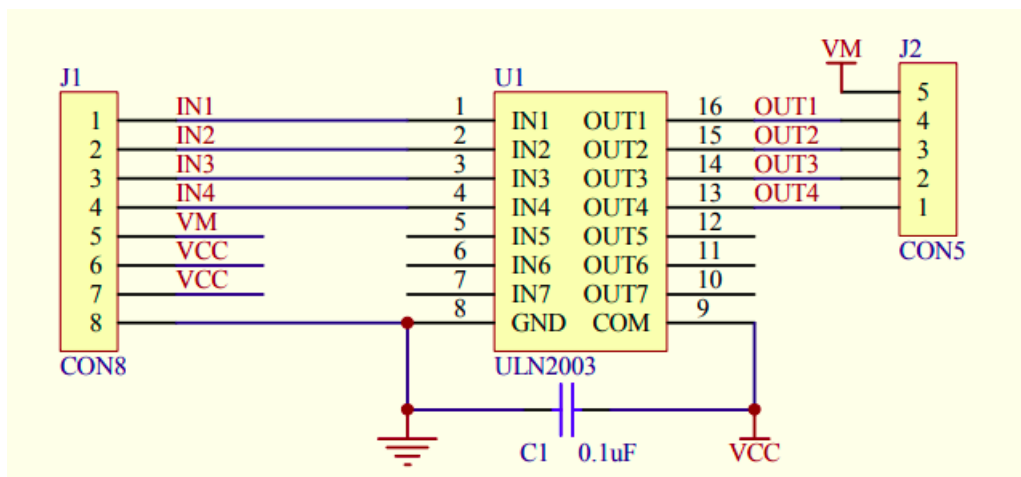 VM J2
J1 U1
5
IN1 1 16 OUT1
1 IN1 OUT1 4
IN2 2 15 OUT2
2 IN2 OUT2 3
IN3 3 14 OUT3
3 IN3 OUT3 2
IN4 4 13 OUT4
4 IN4 OUT4 1
VM 5 12
5 IN5 OUT5
VCC 6 11 CON5
6 IN6 OUT6
VCC 7 10
7 IN7 OUT7
8 9
8 GND COM
CON8 ULN2003
C1 0.1uF VCC